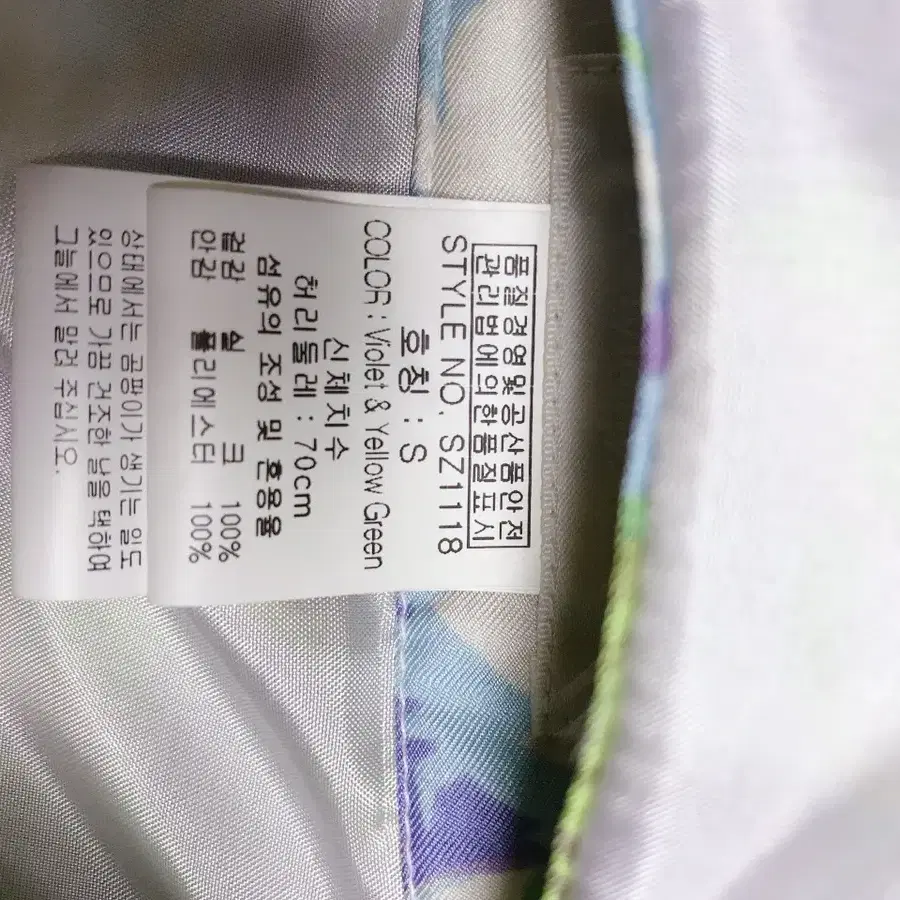 품질경영및공산품안전
관리법에의한품질표시
STYLE NO. SZ1118
호칭 : S
COLOR : Violet & Yellow Green
신체치수
허리둘레 : 70cm
섬유의 조성 및 혼용율
겉감 실 크 100%
안감 폴리에스터 100%
상태에서는 곰팡이가 생기는 일도
있으므로 가끔 건조한 날을 택하여
그늘에서 말려 주십시오.